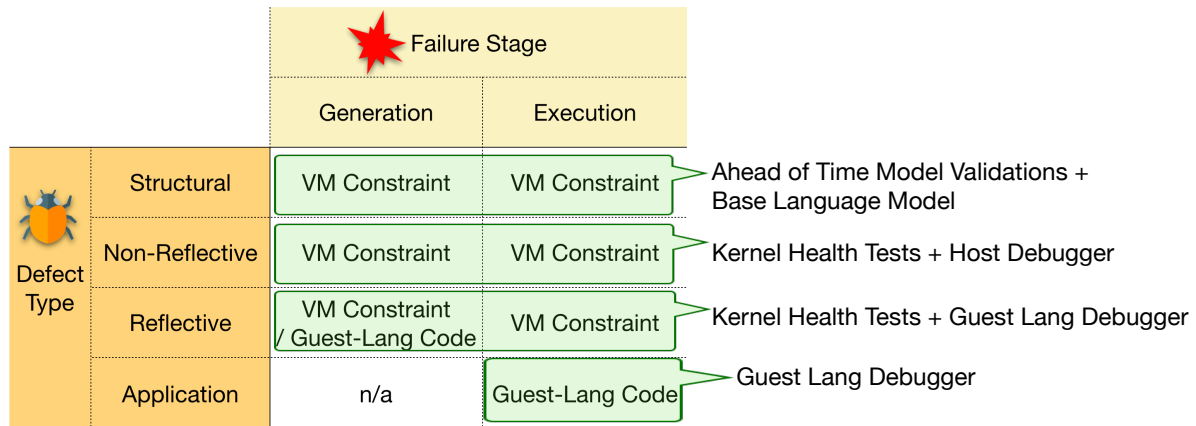 Failure Stage
Generation
Execution
Defect
Type
Structural
VM Constraint
VM Constraint
Ahead of Time Model Validations +
Base Language Model
Non-Reflective
VM Constraint
VM Constraint
Kernel Health Tests + Host Debugger
Reflective
VM Constraint
/ Guest-Lang Code
VM Constraint
Kernel Health Tests + Guest Lang Debugger
Application
n/a
Guest-Lang Code
Guest Lang Debugger